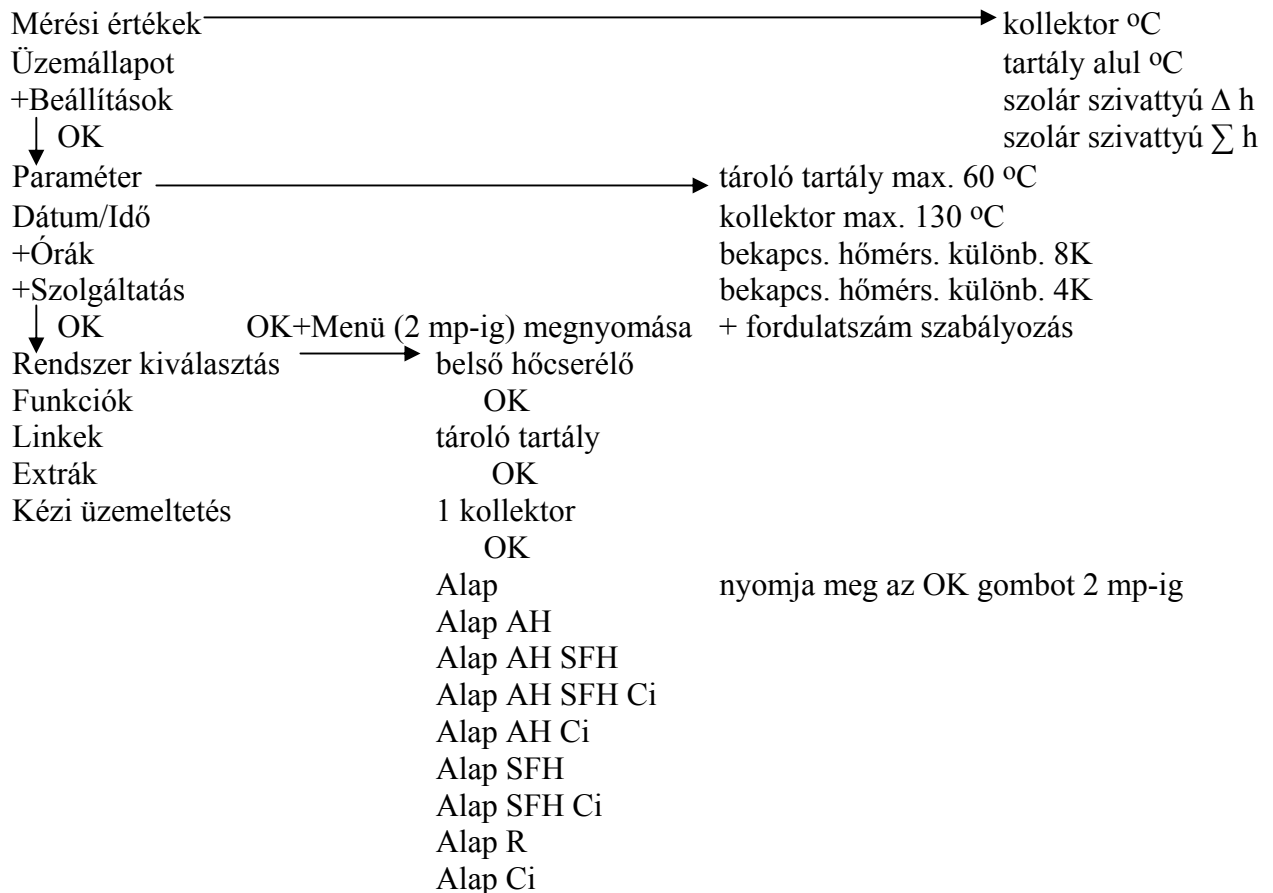 Mérési értékek kollektor ºC
Üzemállapot tartály alul ºC
+Beállítások szolár szivattyú ∆ h
OK szolár szivattyú ∑ h
Paraméter tároló tartály max. 60 ºC
Dátum/Idő kollektor max. 130 ºC
+Órák bekapcs. hőmérs. különb. 8K
+Szolgáltatás bekapcs. hőmérs. különb. 4K
OK OK+Menü (2 mp-ig) megnyomása + fordulatszám szabályozás
Rendszer kiválasztás belső hőcserélő
Funkciók OK
Linkek tároló tartály
Extrák OK
Kézi üzemeltetés 1 kollektor
OK
Alap nyomja meg az OK gombot 2 mp-ig
Alap AH
Alap AH SFH
Alap AH SFH Ci
Alap AH Ci
Alap SFH
Alap SFH Ci
Alap R
Alap Ci